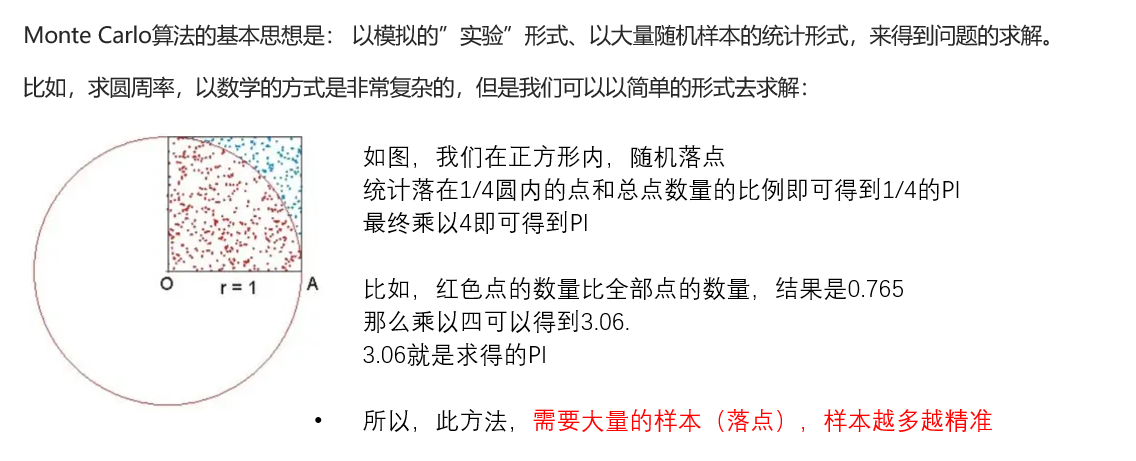 Monte Carlo算法的基本思想是： 以模拟的”实验”形式、以大量随机样本的统计形式，来得到问题的求解。
比如，求圆周率，以数学的方式是非常复杂的，但是我们可以以简单的形式去求解：
如图，我们在正方形内，随机落点
统计落在1/4圆内的点和总点数量的比例即可得到1/4的PI
最终乘以4即可得到PI
O r = 1 A
比如，红色点的数量比全部点的数量，结果是0.765
那么乘以四可以得到3.06.
3.06就是求得的PI
• 所以，此方法，需要大量的样本（落点），样本越多越精准